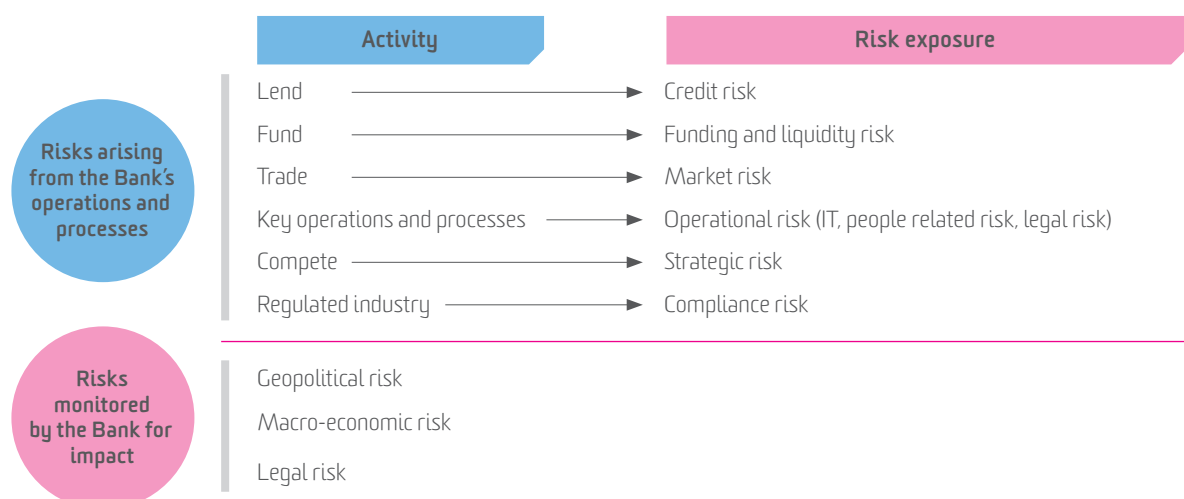 Activity
Risk exposure
Risks arising
from the Bank's
operations and
processes
Lend
Credit risk
Fund
Funding and liquidity risk
Trade
Market risk
Key operations and processes
Operational risk (IT, people related risk, legal risk)
Compete
Strategic risk
Regulated industry
Compliance risk
Risks
monitored
by the Bank for
impact
Geopolitical risk
Macro-economic risk
Legal risk